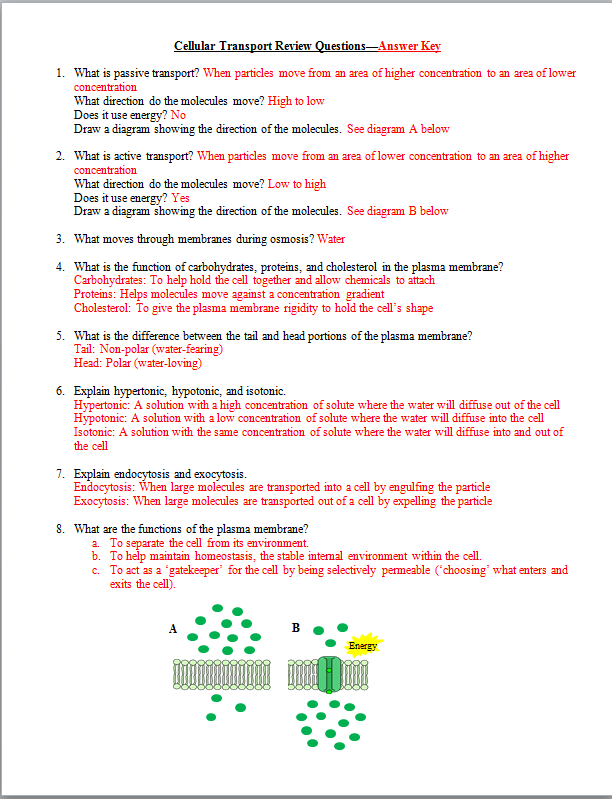 Cellular Transport Review Questions—Answer Key
1. What is passive transport? When particles move from an area of higher concentration to an area of lower
concentration
What direction do the molecules move? High to low
Does it use energy? No
Draw a diagram showing the direction of the molecules. See diagram A below
2. What is active transport? When particles move from an area of lower concentration to an area of higher
concentration
What direction do the molecules move? Low to high
Does it use energy? Yes
Draw a diagram showing the direction of the molecules. See diagram B below
3. What moves through membranes during osmosis? Water
4. What is the function of carbohydrates, proteins, and cholesterol in the plasma membrane?
Carbohydrates: To help hold the cell together and allow chemicals to attach
Proteins: Helps molecules move against a concentration gradient
Cholesterol: To give the plasma membrane rigidity to hold the cell’s shape
5. What is the difference between the tail and head portions of the plasma membrane?
Tail: Non-polar (water-fearing)
Head: Polar (water-loving)
6. Explain hypertonic, hypotonic, and isotonic.
Hypertonic: A solution with a high concentration of solute where the water will diffuse out of the cell
Hypotonic: A solution with a low concentration of solute where the water will diffuse into the cell
Isotonic: A solution with the same concentration of solute where the water will diffuse into and out of
the cell
7. Explain endocytosis and exocytosis.
Endocytosis: When large molecules are transported into a cell by engulfing the particle
Exocytosis: When large molecules are transported out of a cell by expelling the particle
8. What are the functions of the plasma membrane?
a. To separate the cell from its environment.
b. To help maintain homeostasis, the stable internal environment within the cell.
c. To act as a ‘gatekeeper’ for the cell by being selectively permeable (‘choosing’ what enters and
exits the cell).
A B
Energy